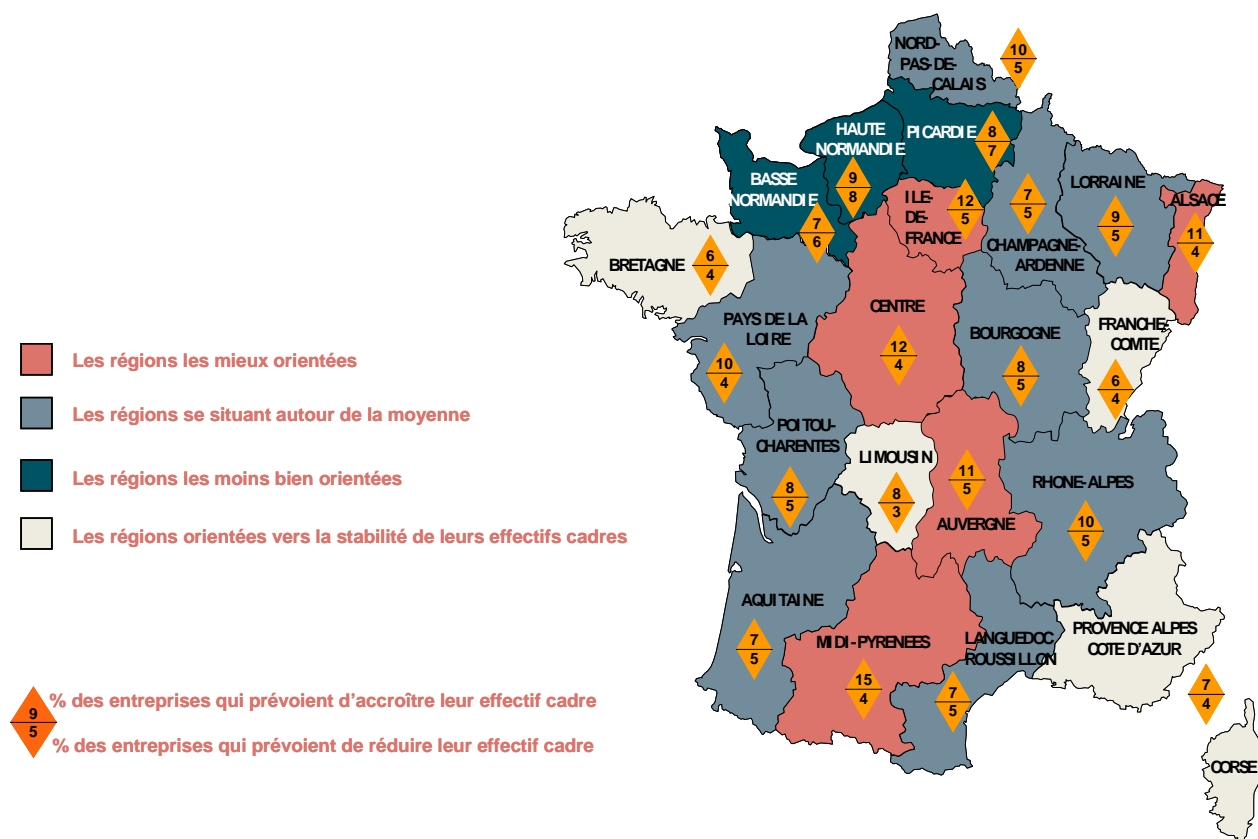 NORD-
PAS-DE-
CALAIS
10
5
HAUTE
NORMANDIE
9
8
PICARDIE
8
7
BASSE
NORMANDIE
7
6
ILE-
DE-
FRANCE
12
5
7
5
CHAMPAGNE-
ARDENNE
LORRAINE
9
5
ALSACE
11
4
BRETAGNE
6
4
PAYS DE LA
LOIRE
10
4
CENTRE
12
4
BOURGOGNE
8
5
FRANCHE-
COMTE
6
4
POITOU-
CHARENTES
8
5
LIMOUSIN
8
3
11
5
AUVERGNE
RHONE-ALPES
10
5
AQUITAINE
7
5
MIDI-PYRENEES
15
4
LANGUEDOC
ROUSSILLON
7
5
PROVENCE ALPES
COTE D'AZUR
7
4
CORSE
Les régions les mieux orientées
Les régions se situant autour de la moyenne
Les régions les moins bien orientées
Les régions orientées vers la stabilité de leurs effectifs cadres
9
5
% des entreprises qui prévoient d'accroître leur effectif cadre
% des entreprises qui prévoient de réduire leur effectif cadre